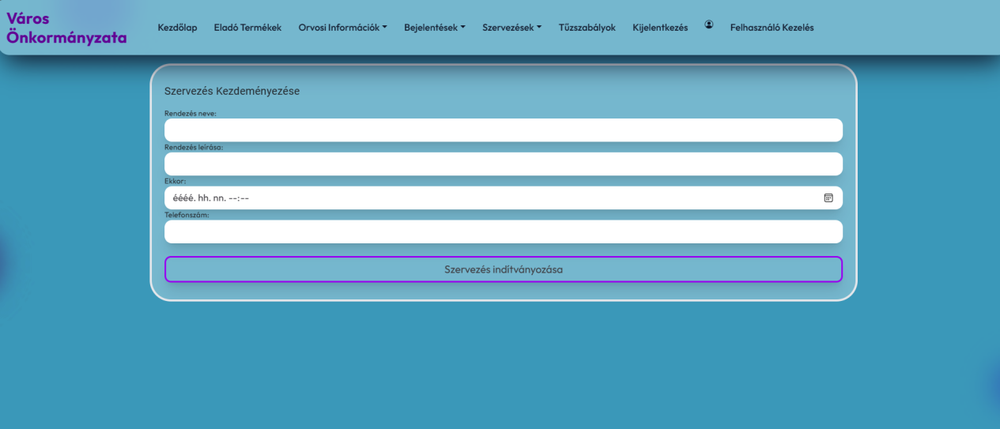 Város
Önkormányzata
Kezdőlap Eladó Termékek Orvosi Információk Bejelentések Szervezések Tűzszabályok Kijelentkezés Felhasználó Kezelés
Szervezés Kezdeményezése
Rendezés neve:
Rendezés leírása:
Ekkor:
éééé. hh. nn. --:--
Telefonszám:
Szervezés indítványozása